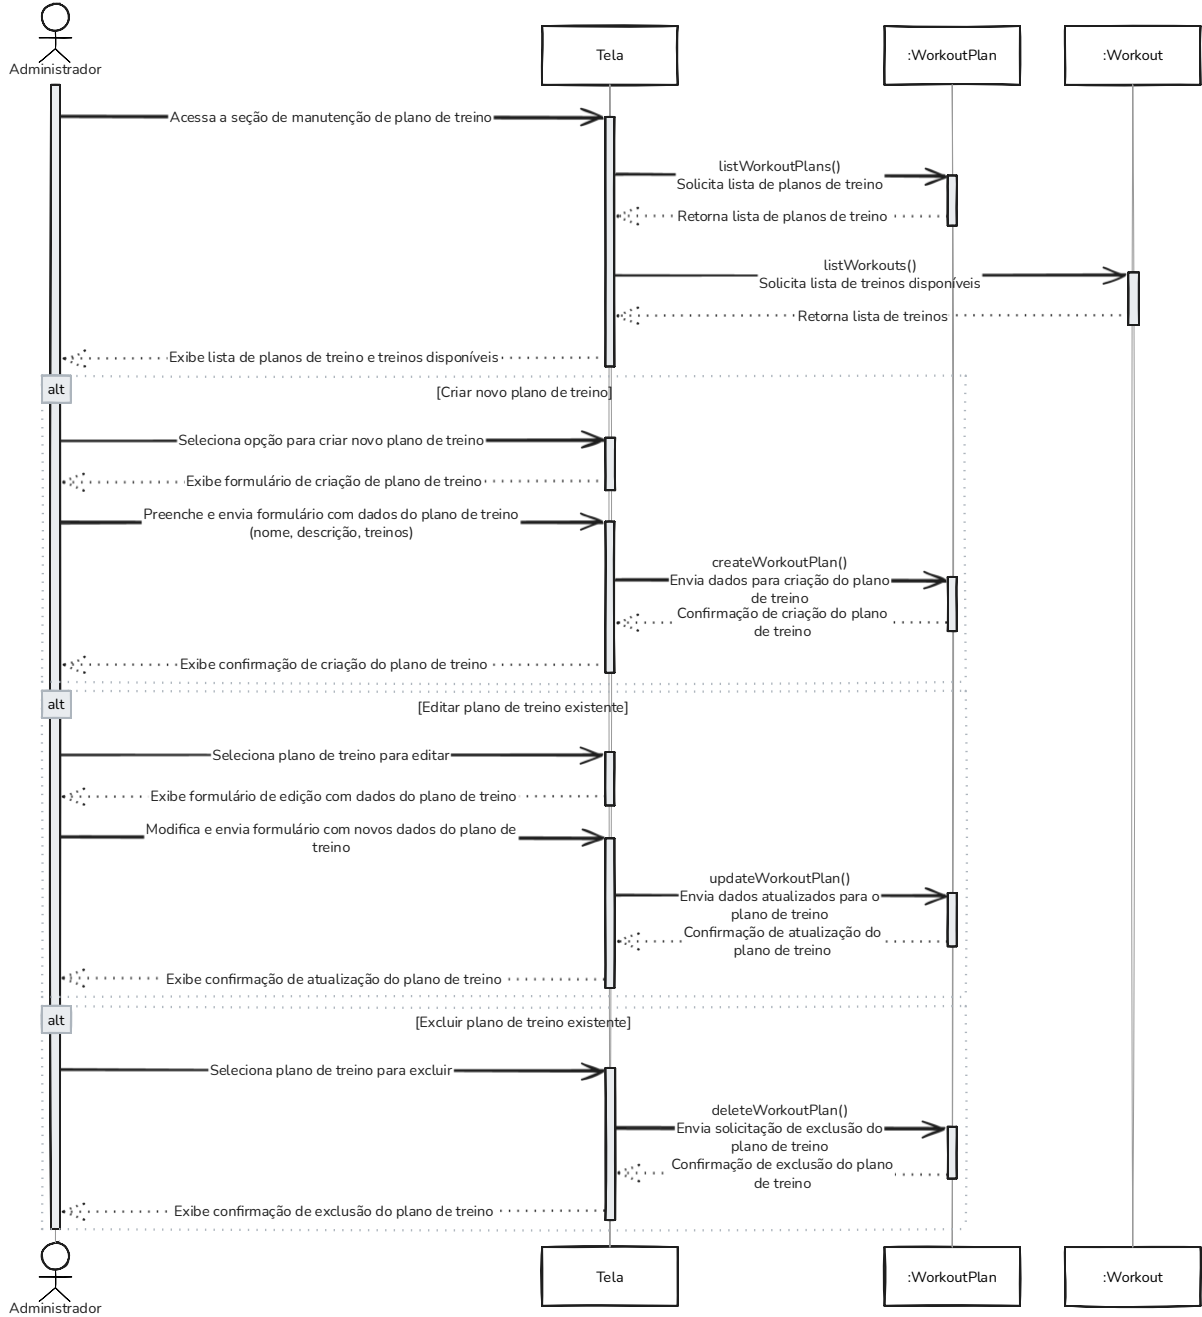 Administrador
Tela
:WorkoutPlan
:Workout
Acessa a seção de manutenção de plano de treino
listWorkoutPlans()
Solicita lista de planos de treino
Retorna lista de planos de treino
listWorkouts()
Solicita lista de treinos disponíveis
Retorna lista de treinos
Exibe lista de planos de treino e treinos disponíveis
alt
[Criar novo plano de treino]
Seleciona opção para criar novo plano de treino
Exibe formulário de criação de plano de treino
Preenche e envia formulário com dados do plano de treino
(nome, descrição, treinos)
createWorkoutPlan()
Envia dados para criação do plano
de treino
Confirmação de criação do plano
de treino
Exibe confirmação de criação do plano de treino
alt
[Editar plano de treino existente]
Seleciona plano de treino para editar
Exibe formulário de edição com dados do plano de treino
Modifica e envia formulário com novos dados do plano de
treino
updateWorkoutPlan()
Envia dados atualizados para o
plano de treino
Confirmação de atualização do
plano de treino
Exibe confirmação de atualização do plano de treino
alt
[Excluir plano de treino existente]
Seleciona plano de treino para excluir
deleteWorkoutPlan()
Envia solicitação de exclusão do
plano de treino
Confirmação de exclusão do plano
de treino
Exibe confirmação de exclusão do plano de treino
Administrador
Tela
:WorkoutPlan
:Workout